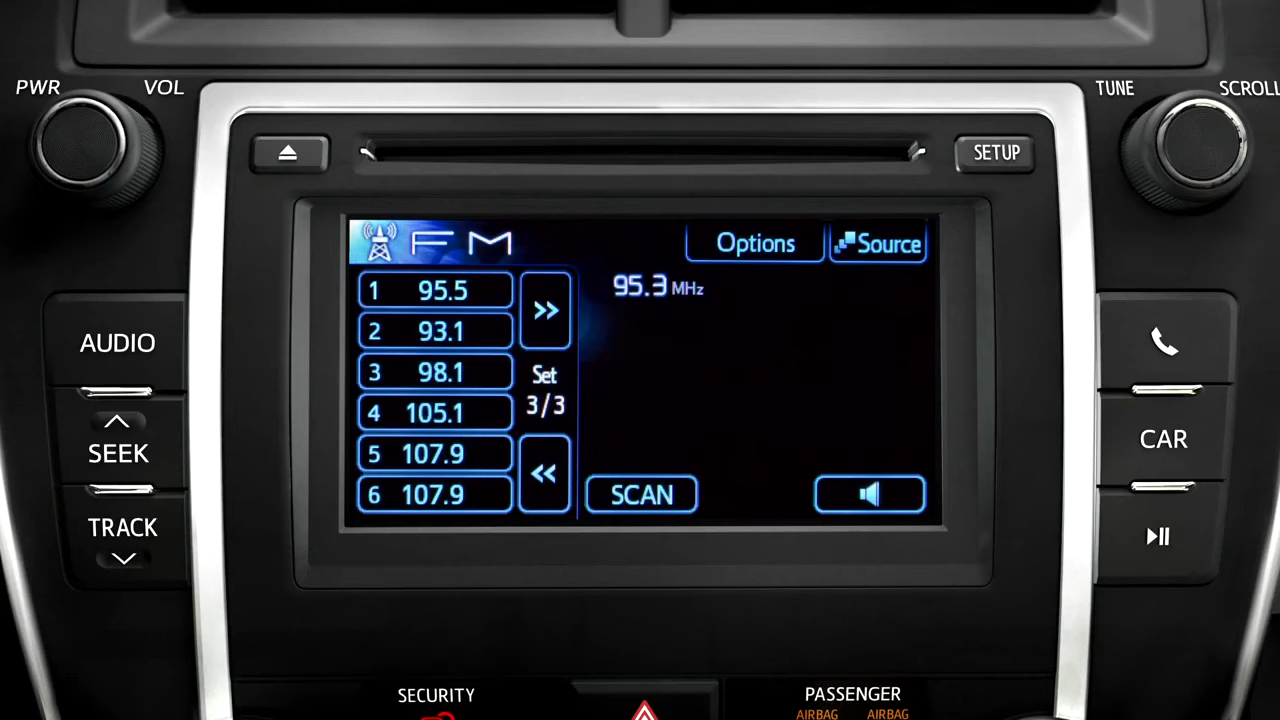 PWR VOL
TUNE SCROLL
SETUP
FM
Options
Source
1 95.5
2 93.1
3 98.1
4 105.1
5 107.9
6 107.9
Set
3/3
95.3 MHz
SCAN
AUDIO
SEEK
TRACK
CAR
SECURITY
PASSENGER
AIRBAG AIRBAG